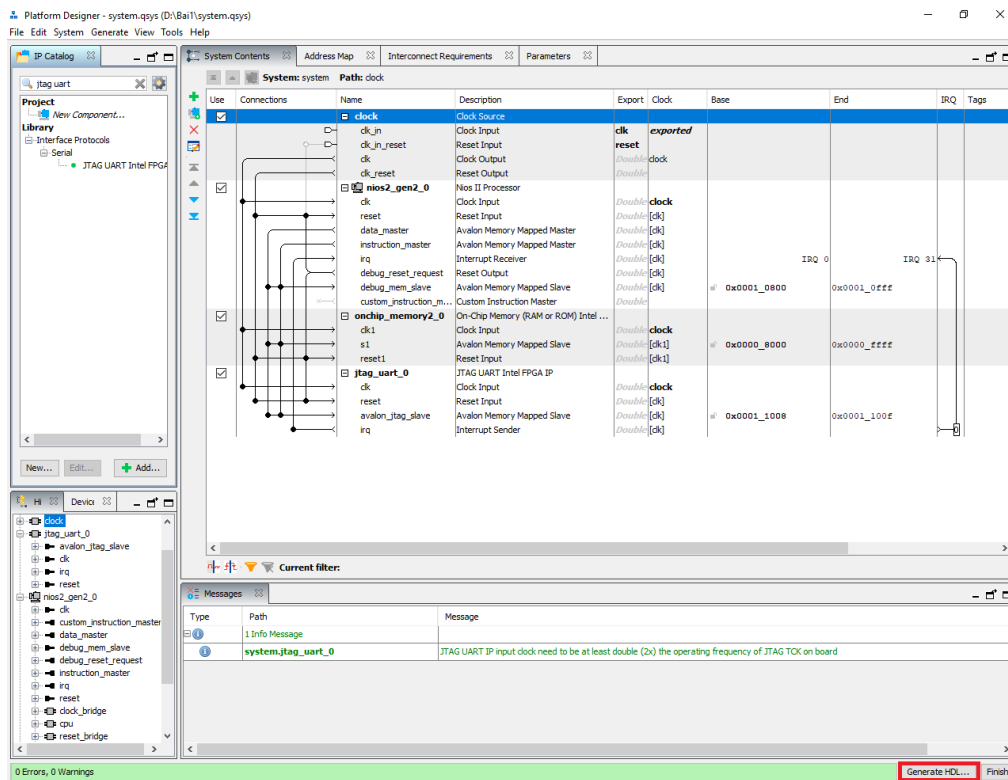 Platform Designer - system.qsys (D:\Bai1\system.qsys)
File Edit System Generate View Tools Help
IP Catalog
jtag uart
Project
New Component...
Library
Interface Protocols
Serial
JTAG UART Intel FPGA
New... Edit... Add...
Hi Device
clock
jtag_uart_0
avalon_jtag_slave
clk
irq
reset
nios2_gen2_0
clk
custom_instruction_master
data_master
debug_mem_slave
debug_reset_request
instruction_master
irq
reset
clock_bridge
cpu
reset_bridge
System Contents Address Map Interconnect Requirements Parameters
System: system Path: clock
Use Connections Name Description Export Clock Base End IRQ Tags
clock Clock Source
clk_in Clock Input clk exported
clk_in_reset Reset Input reset
clk Clock Output Double clock
clk_reset Reset Output Double
nios2_gen2_0 Nios II Processor
clk Clock Input Double clock
reset Reset Input Double [clk]
data_master Avalon Memory Mapped Master Double [clk]
instruction_master Avalon Memory Mapped Master Double [clk]
irq Interrupt Receiver Double [clk] IRQ 0 IRQ 31
debug_reset_request Reset Output Double [clk]
debug_mem_slave Avalon Memory Mapped Slave Double [clk] 0x0001_0800 0x0001_0fff
custom_instruction_m... Custom Instruction Master Double
onchip_memory2_0 On-Chip Memory (RAM or ROM) Intel ...
clk1 Clock Input Double clock
s1 Avalon Memory Mapped Slave Double [clk1] 0x0000_8000 0x0000_ffff
reset1 Reset Input Double [clk1]
jtag_uart_0 JTAG UART Intel FPGA IP
clk Clock Input Double clock
reset Reset Input Double [clk]
avalon_jtag_slave Avalon Memory Mapped Slave Double [clk] 0x0001_1008 0x0001_100f
irq Interrupt Sender Double [clk] 0
Current filter:
Messages
Type Path Message
1 Info Message
system.jtag_uart_0 JTAG UART IP input clock need to be at least double (2x) the operating frequency of JTAG TCK on board
0 Errors, 0 Warnings
Generate HDL... Finish